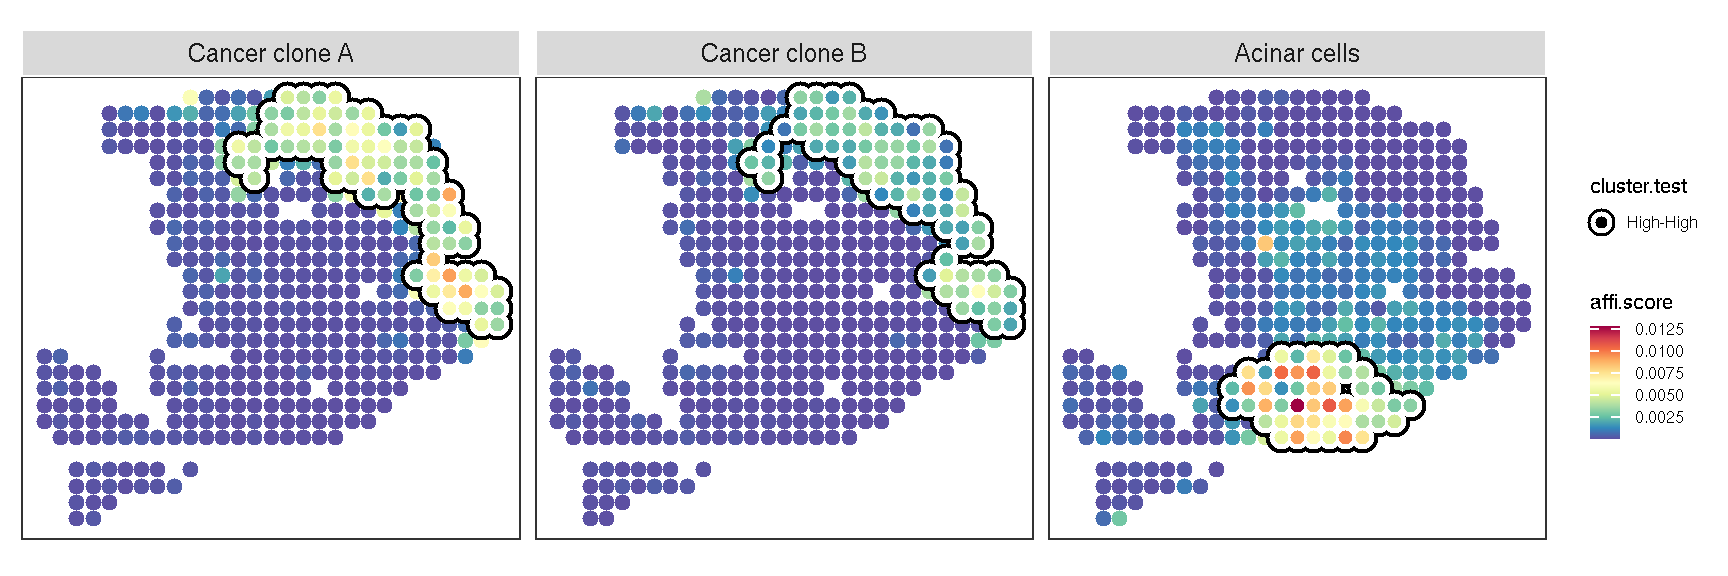 Cancer clone A
Cancer clone B
Acinar cells
cluster.test
High-High
affi.score
0.0125
0.0100
0.0075
0.0050
0.0025